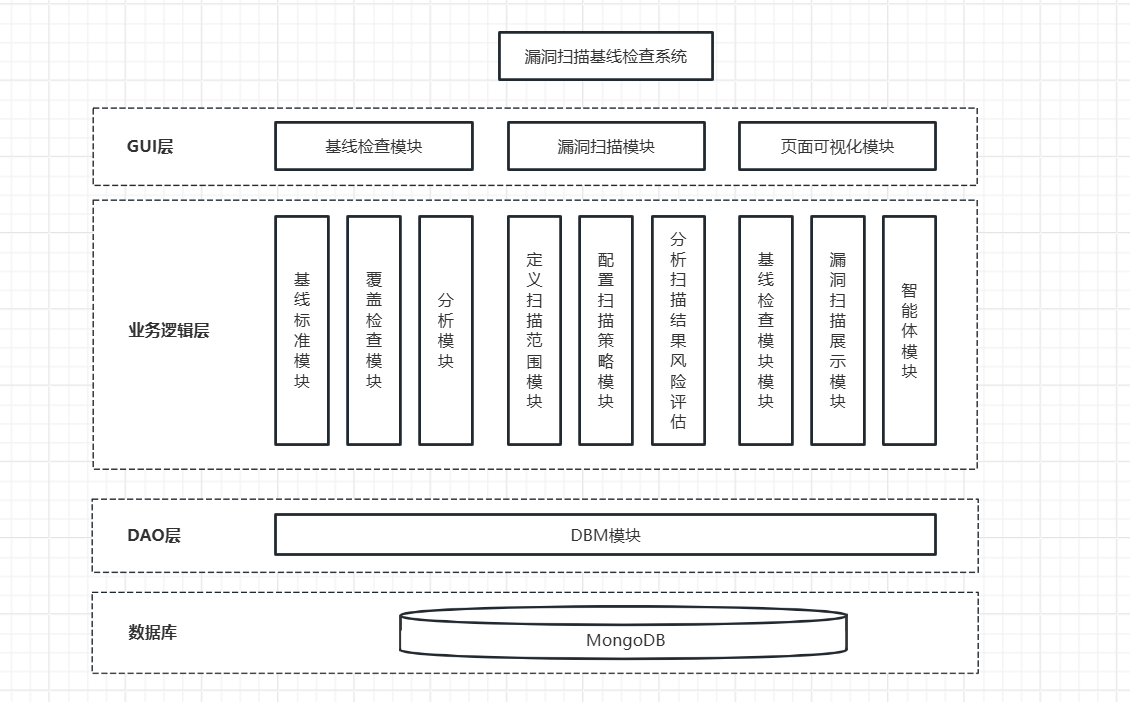 漏洞扫描基线检查系统
GUI层
基线检查模块
漏洞扫描模块
页面可视化模块
业务逻辑层
基线标准模块
覆盖检查模块
分析模块
定义扫描范围模块
配置扫描策略模块
分析扫描结果风险评估
基线检查模块模块
漏洞扫描展示模块
智能体模块
DAO层
DBM模块
数据库
MongoDB